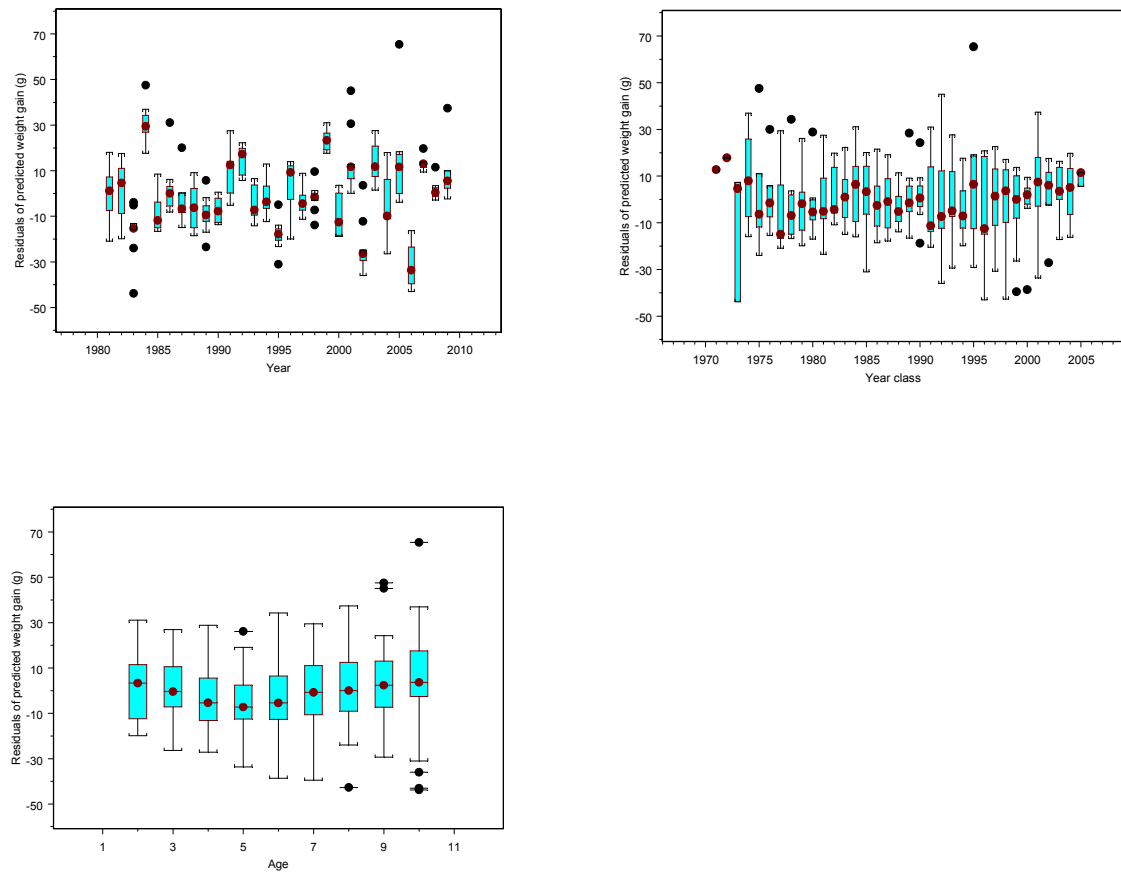 Residuals of predicted weight gain (g)
70
50
30
10
-10
-30
-50
1980 1985 1990 1995 2000 2005 2010
Year
Residuals of predicted weight gain (g)
70
50
30
10
-10
-30
-50
1970 1975 1980 1985 1990 1995 2000 2005
Year class
Residuals of predicted weight gain (g)
70
50
30
10
-10
-30
-50
1 3 5 7 9 11
Age